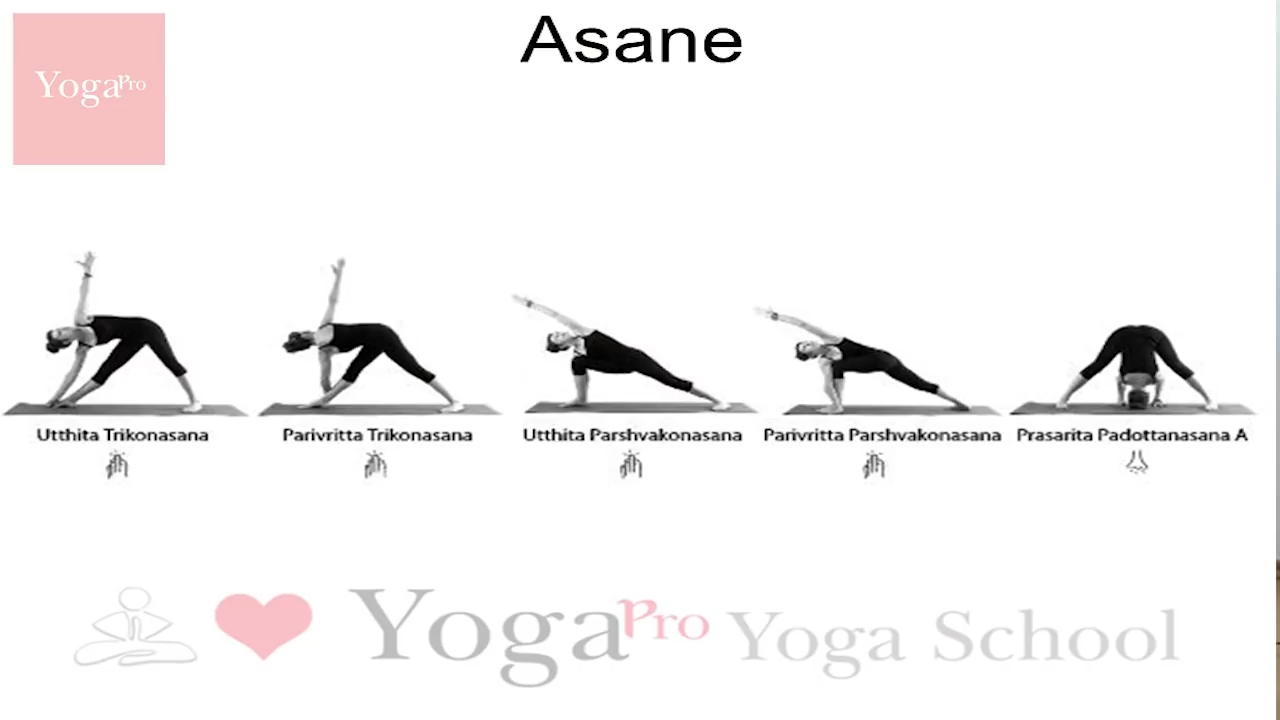 Asane
YogaPro
Utthita Trikonasana
Parivritta Trikonasana
Utthita Parshvakonasana
Parivritta Parshvakonasana
Prasarita Padottanasana A
YogaPro Yoga School